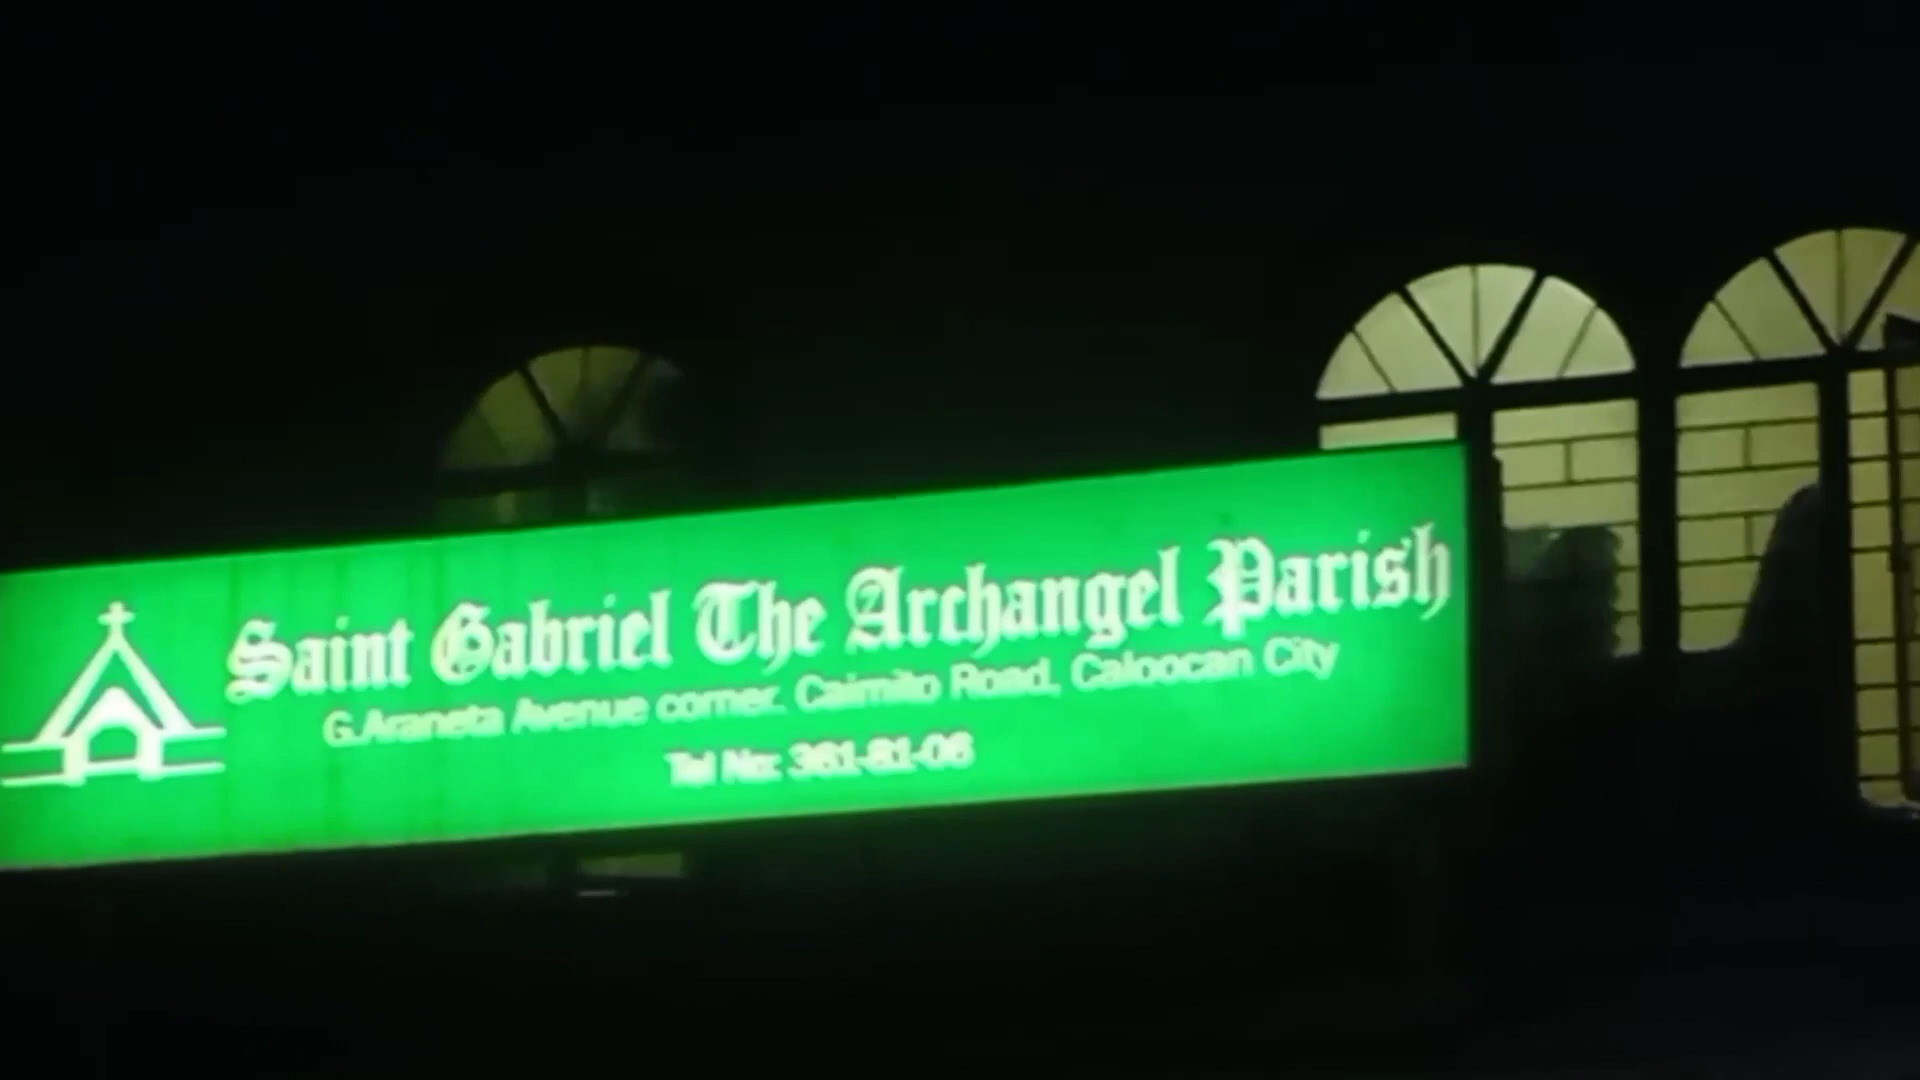 Saint Gabriel The Archangel Parish
G.Araneta Avenue corner. Caimito Road, Caloocan City
Tel No: 361-81-06